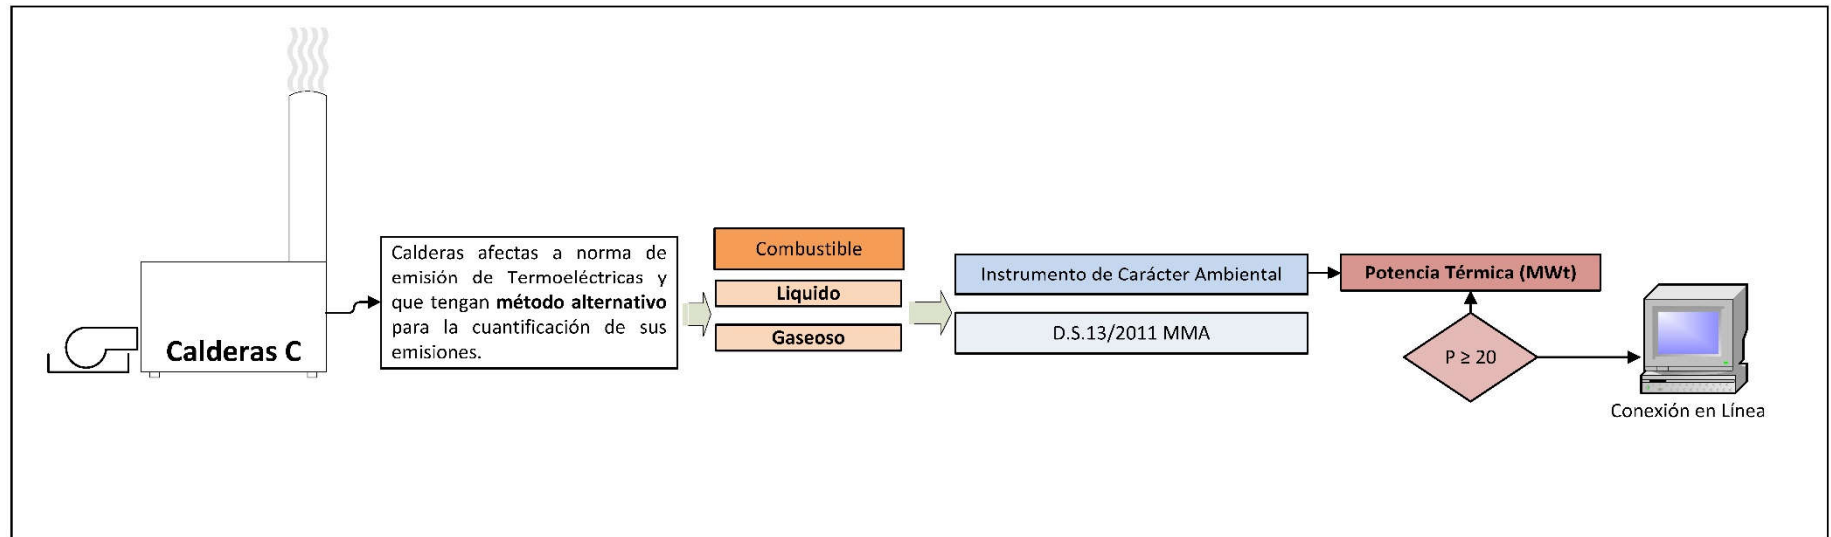 Calderas C
Calderas afectas a norma de
emisión de Termoeléctricas y
que tengan método alternativo
para la cuantificación de sus
emisiones.
Combustible
Liquido
Gaseoso
Instrumento de Carácter Ambiental
D.S.13/2011 MMA
Potencia Térmica (MWt)
P ≥ 20
Conexión en Línea